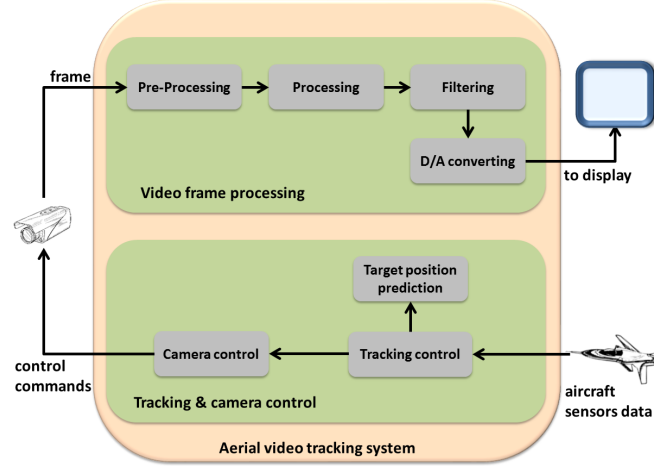 frame
Pre-Processing
Processing
Filtering
D/A converting
to display
Video frame processing
Target position
prediction
Camera control
Tracking control
control
commands
aircraft
sensors data
Tracking & camera control
Aerial video tracking system